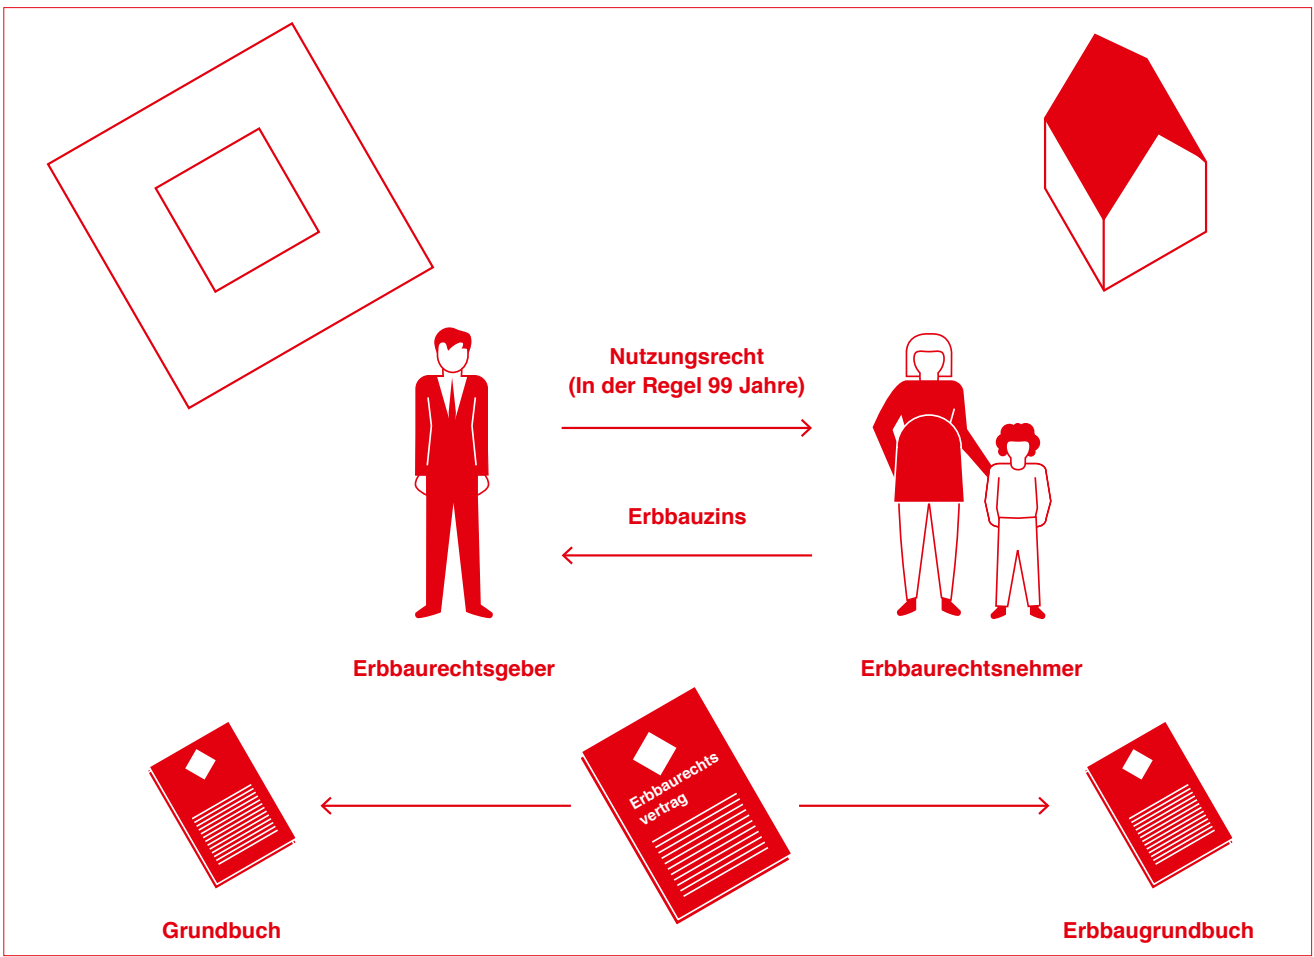 Nutzungsrecht
(In der Regel 99 Jahre)
Erbbauzins
Erbbaurechtsgeber
Erbbaurechtsnehmer
Erbbaurechts
vertrag
Grundbuch
Erbbaugrundbuch